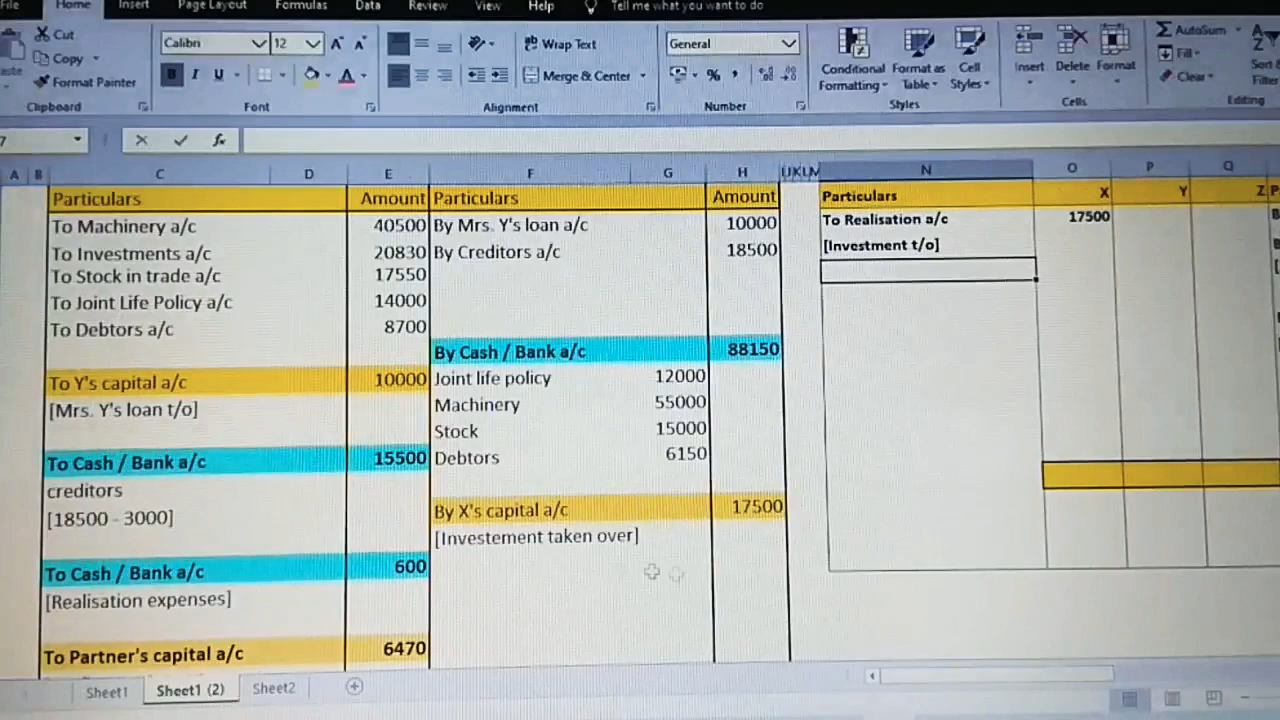 File Home Insert Page Layout Formulas Data Review View Help Tell me what you want to do
Cut
Copy
Format Painter
Clipboard
Calibri 12
B I U
Font
Wrap Text
Merge & Center
Alignment
General
% ,
Number
Conditional Formatting
Format as Table
Cell Styles
Styles
Insert Delete Format
Cells
AutoSum
Fill
Clear
Editing
fx
A B C D E F G H N O P Q
Particulars Amount Particulars Amount
To Machinery a/c 40500 By Mrs. Y's loan a/c 10000
To Investments a/c 20830 By Creditors a/c 18500
To Stock in trade a/c 17550
To Joint Life Policy a/c 14000
To Debtors a/c 8700
By Cash / Bank a/c 88150
To Y's capital a/c 10000 Joint life policy 12000
[Mrs. Y's loan t/o] Machinery 55000
Stock 15000
To Cash / Bank a/c 15500 Debtors 6150
creditors
[18500 - 3000] By X's capital a/c 17500
[Investement taken over]
To Cash / Bank a/c 600
[Realisation expenses]
To Partner's capital a/c 6470
Particulars X Y Z
To Realisation a/c 17500
[Investment t/o]
Sheet1 Sheet1 (2) Sheet2